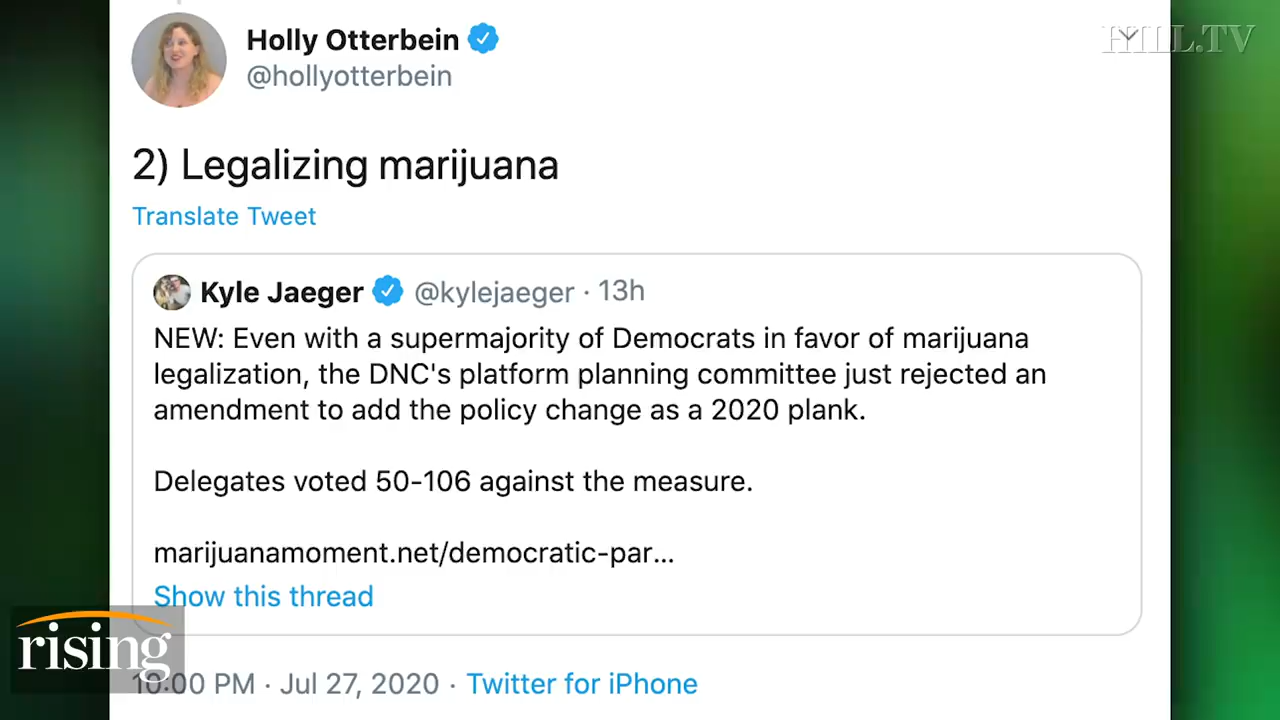 Holly Otterbein
HILL.TV
@hollyotterbein
2) Legalizing marijuana
Translate Tweet
Kyle Jaeger @kylejaeger · 13h
NEW: Even with a supermajority of Democrats in favor of marijuana
legalization, the DNC's platform planning committee just rejected an
amendment to add the policy change as a 2020 plank.
Delegates voted 50-106 against the measure.
marijuanamoment.net/democratic-par...
Show this thread
rising
10:00 PM · Jul 27, 2020 · Twitter for iPhone